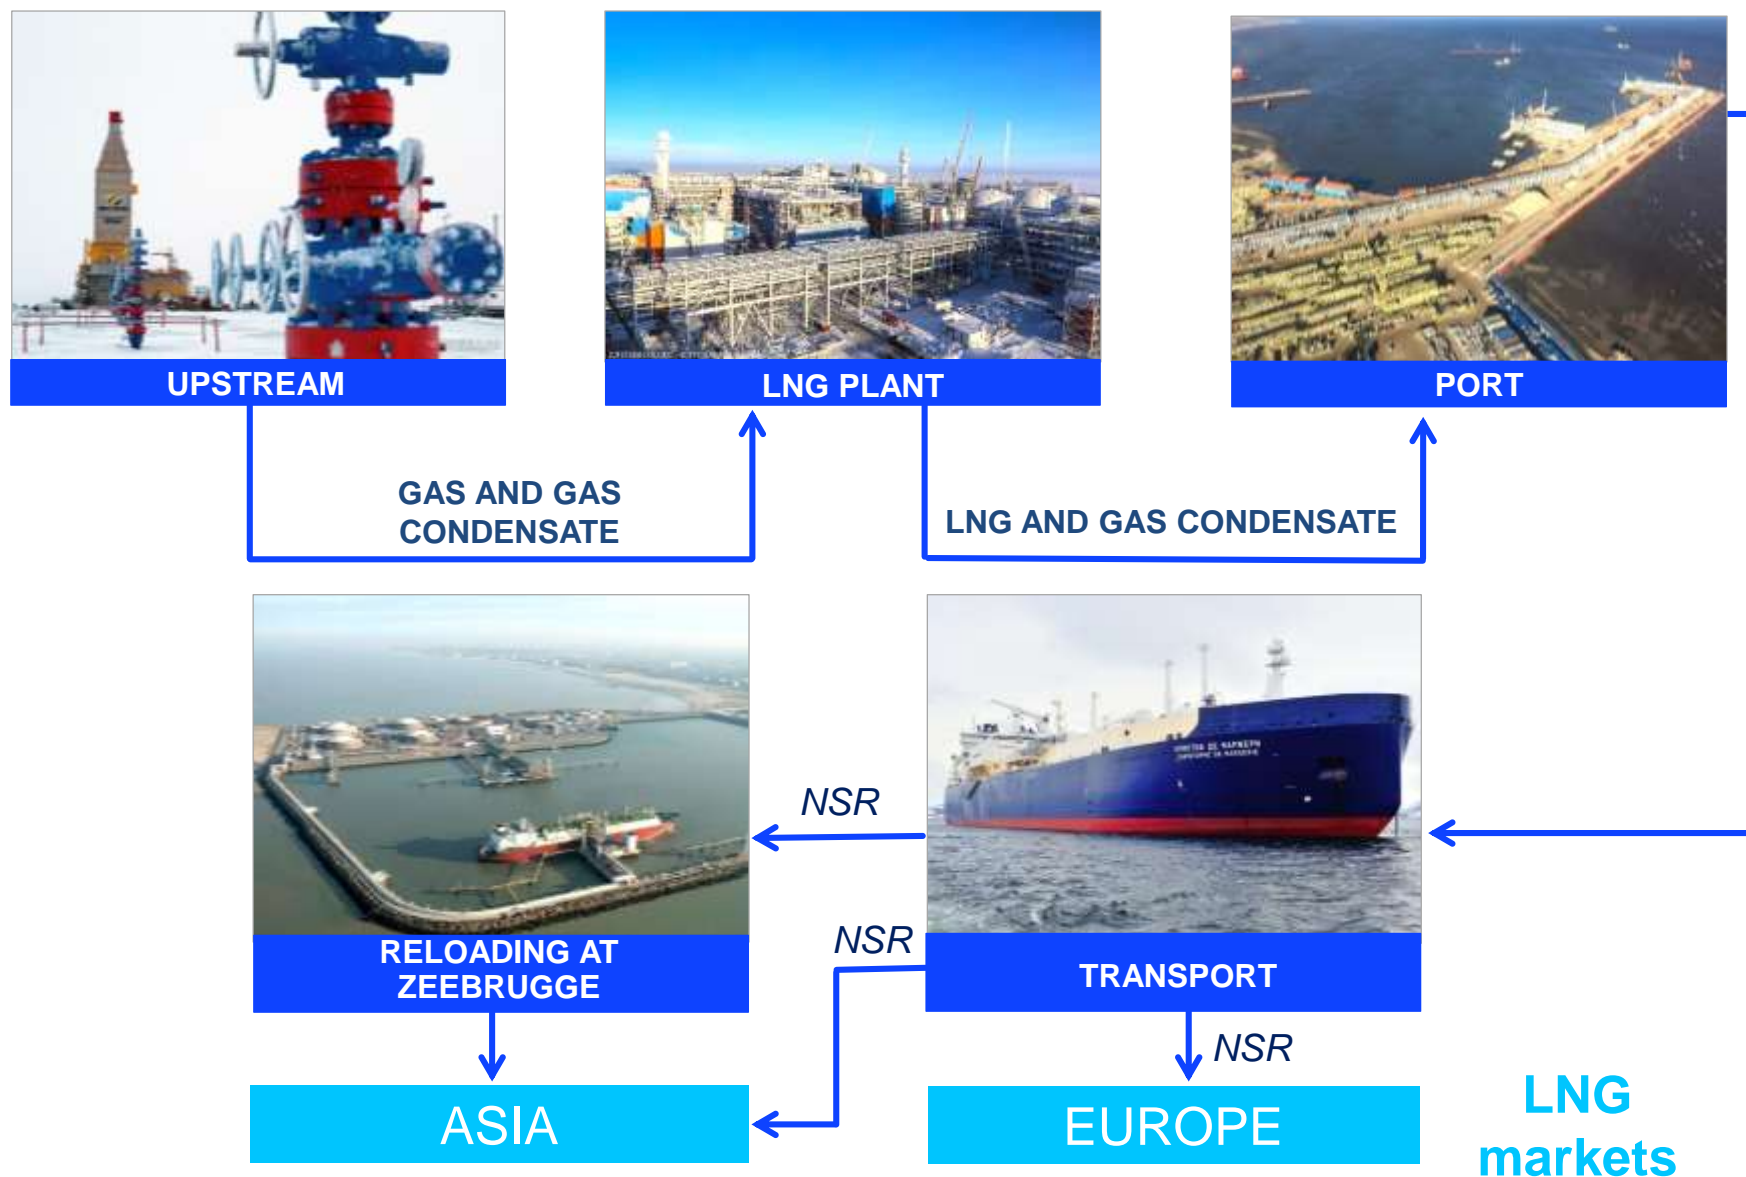 UPSTREAM
LNG PLANT
PORT
GAS AND GAS
CONDENSATE
LNG AND GAS CONDENSATE
NSR
NSR
RELOADING AT
ZEEBRUGGE
TRANSPORT
NSR
ASIA
EUROPE
LNG
markets